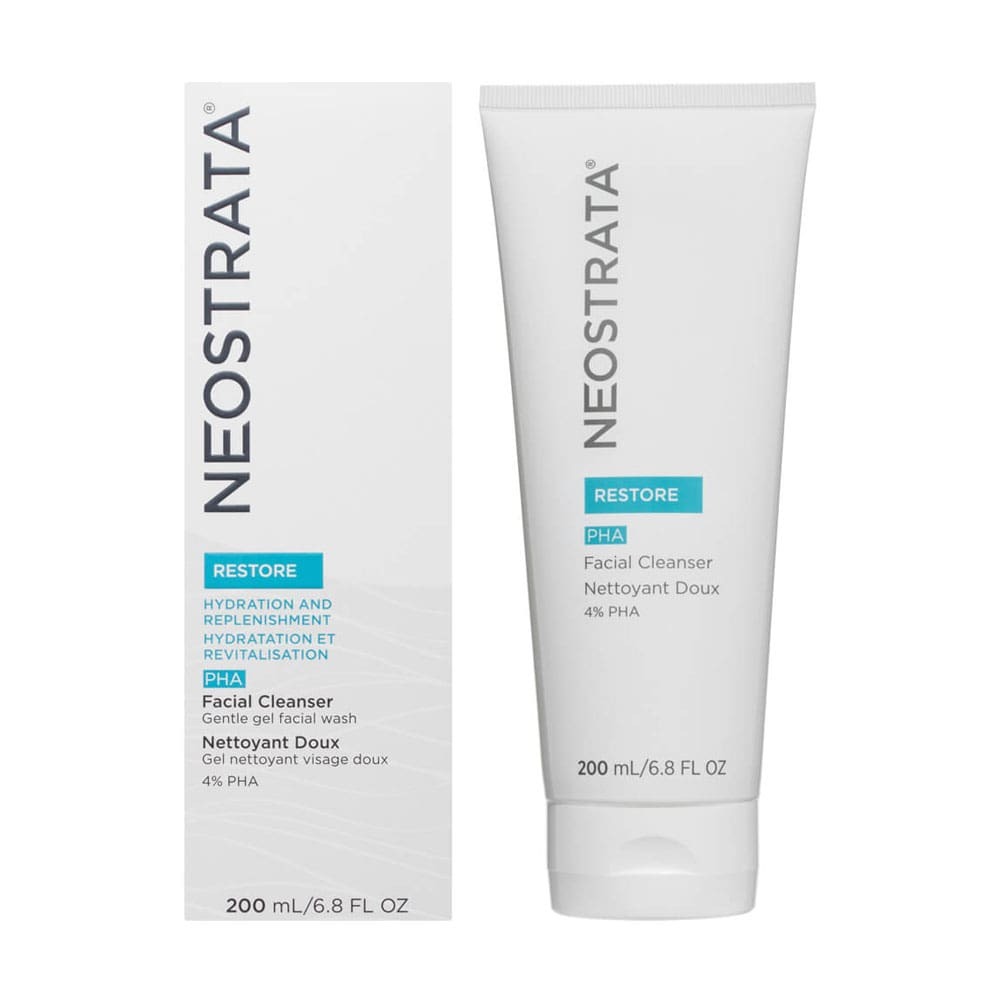 NEOSTRATA®
RESTORE
HYDRATION AND
REPLENISHMENT
HYDRATATION ET
REVITALISATION
PHA
Facial Cleanser
Gentle gel facial wash
Nettoyant Doux
Gel nettoyant visage doux
4% PHA
200 mL/6.8 FL OZ
NEOSTRATA®
RESTORE
PHA
Facial Cleanser
Nettoyant Doux
4% PHA
200 mL/6.8 FL OZ